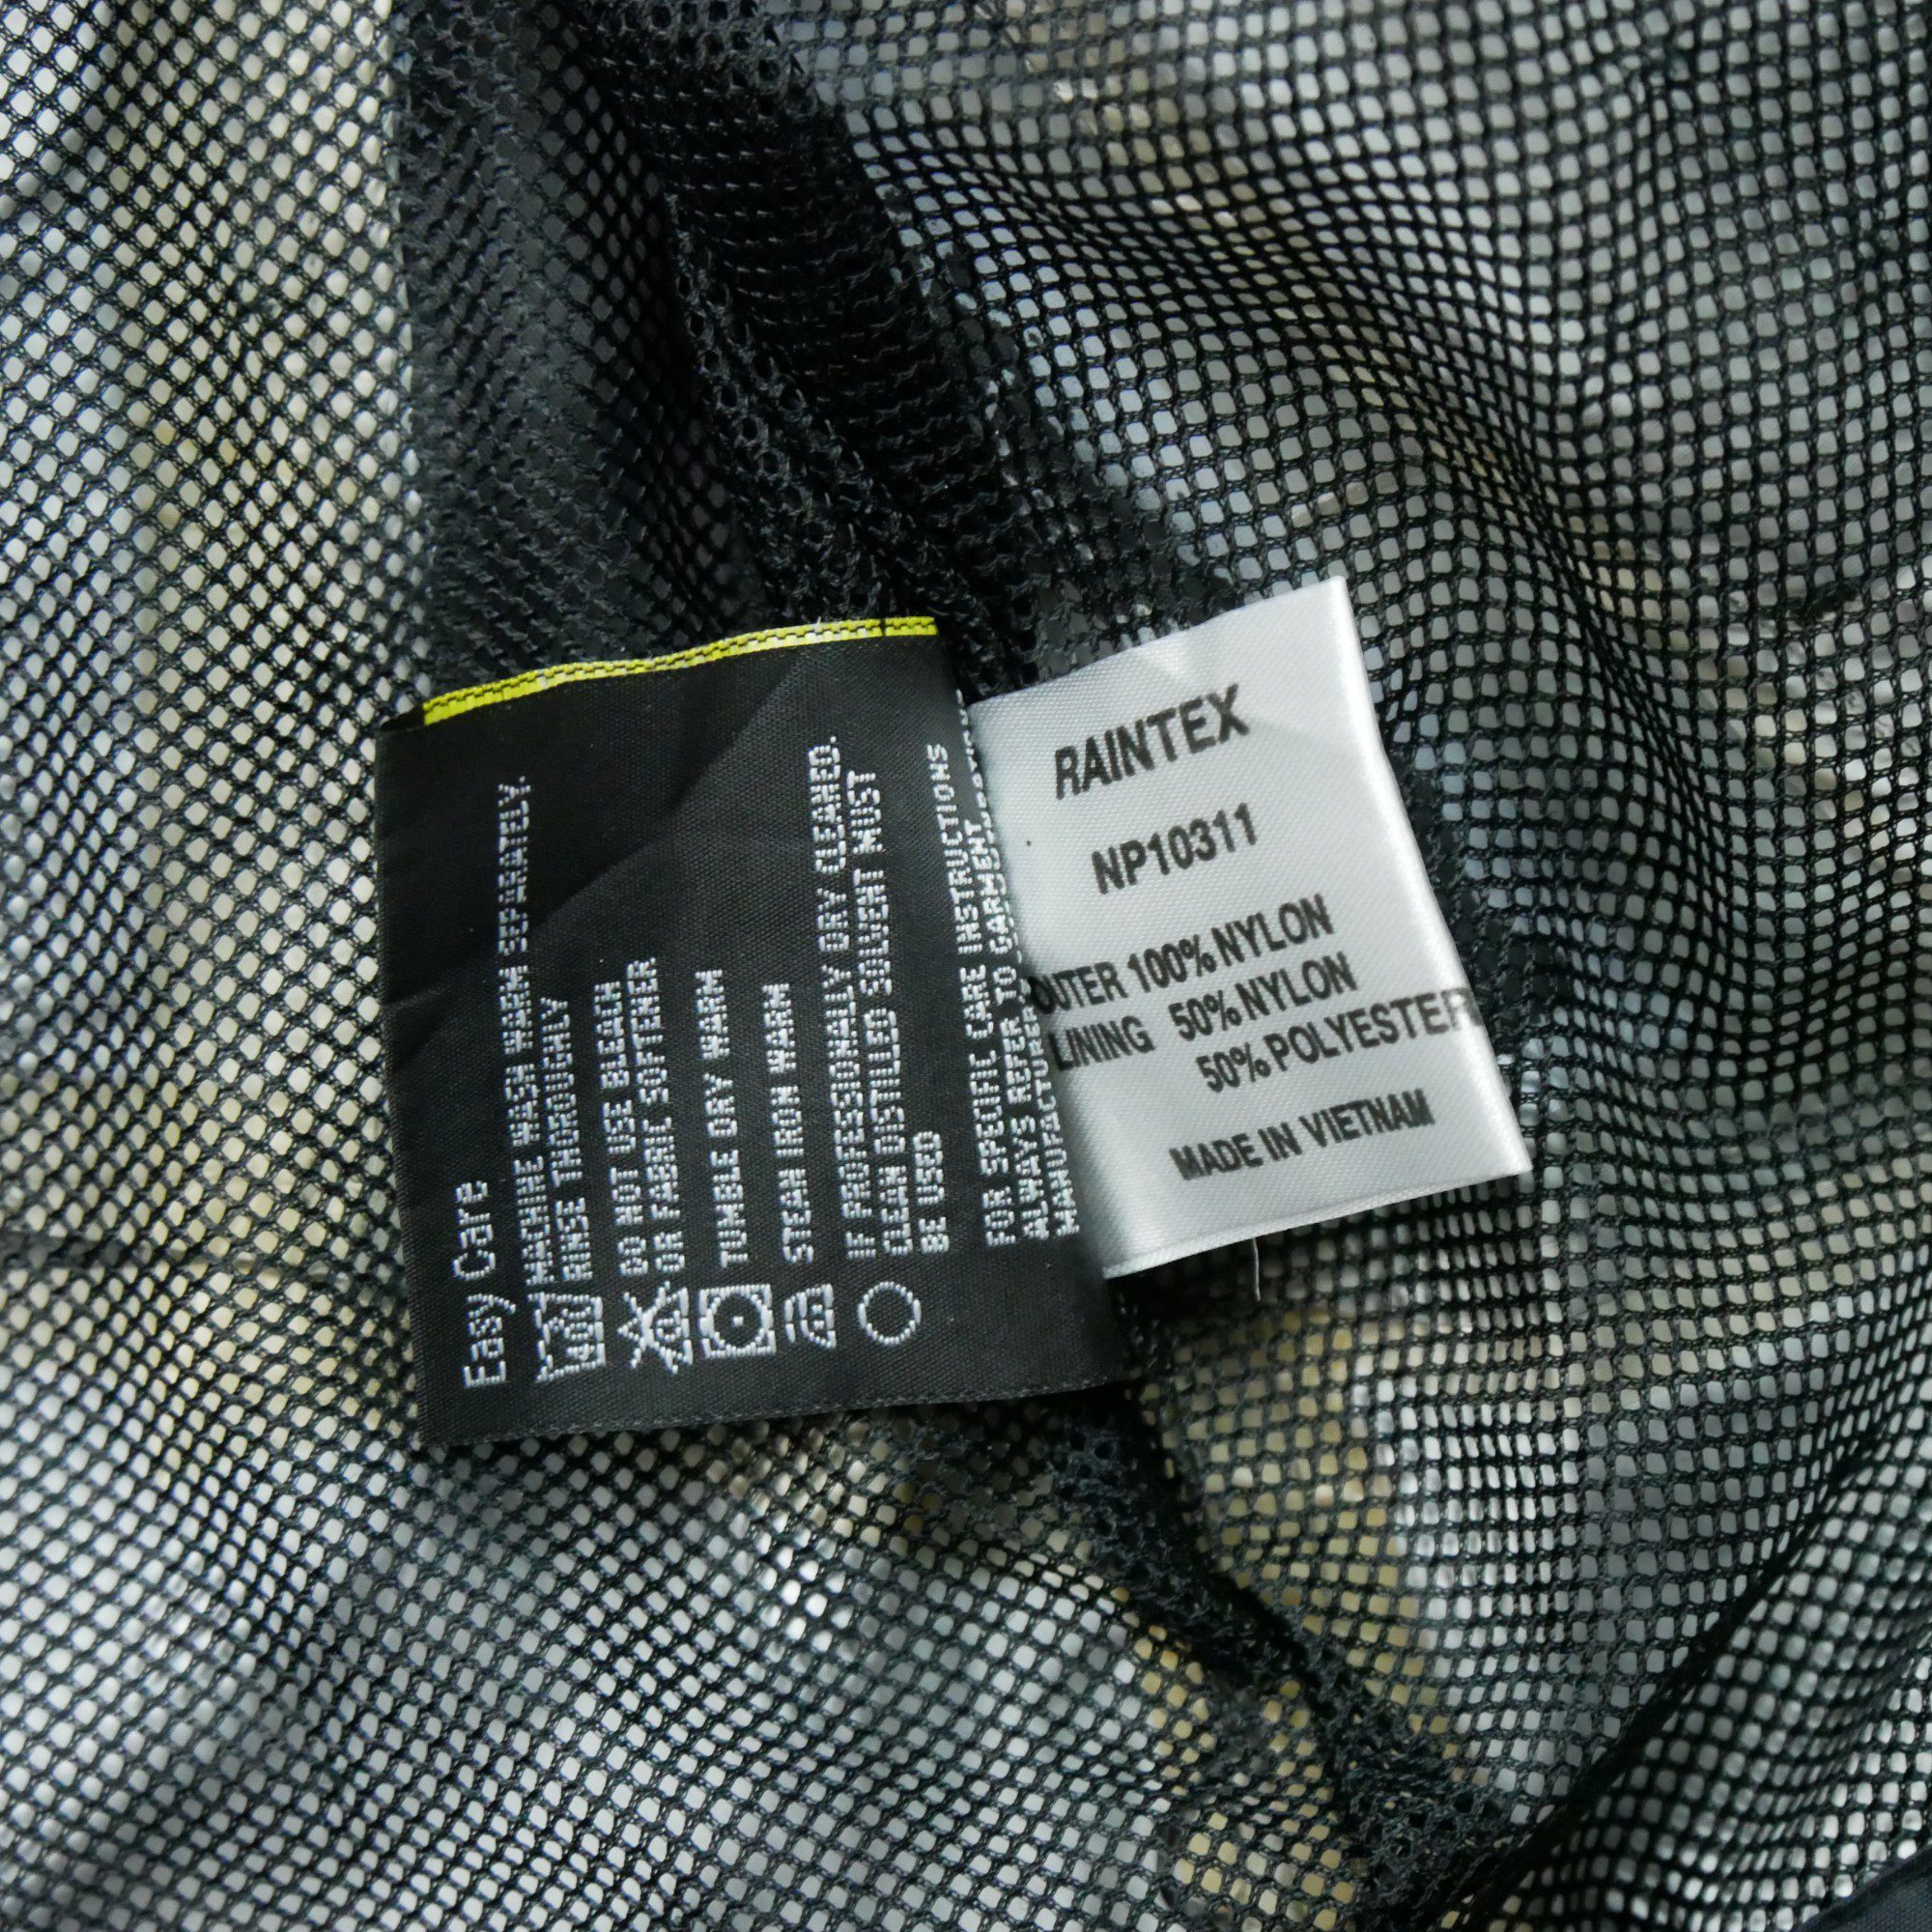 Easy Care
MACHINE WASH WARM SEPARATELY.
RINSE THOROUGHLY
DO NOT USE BLEACH
OR FABRIC SOFTENER
TUMBLE DRY WARM
STEAM IRON WARM
IF PROFESSIONALLY DRY CLEANED.
CLEAN DISTILLED SOLVENT MUST
BE USED
FOR SPECIFIC CARE INSTRUCTIONS
ALWAYS REFER TO GARMENT
RAINTEX
NP10311
OUTER 100% NYLON
LINING 50% NYLON
50% POLYESTER
MADE IN VIETNAM